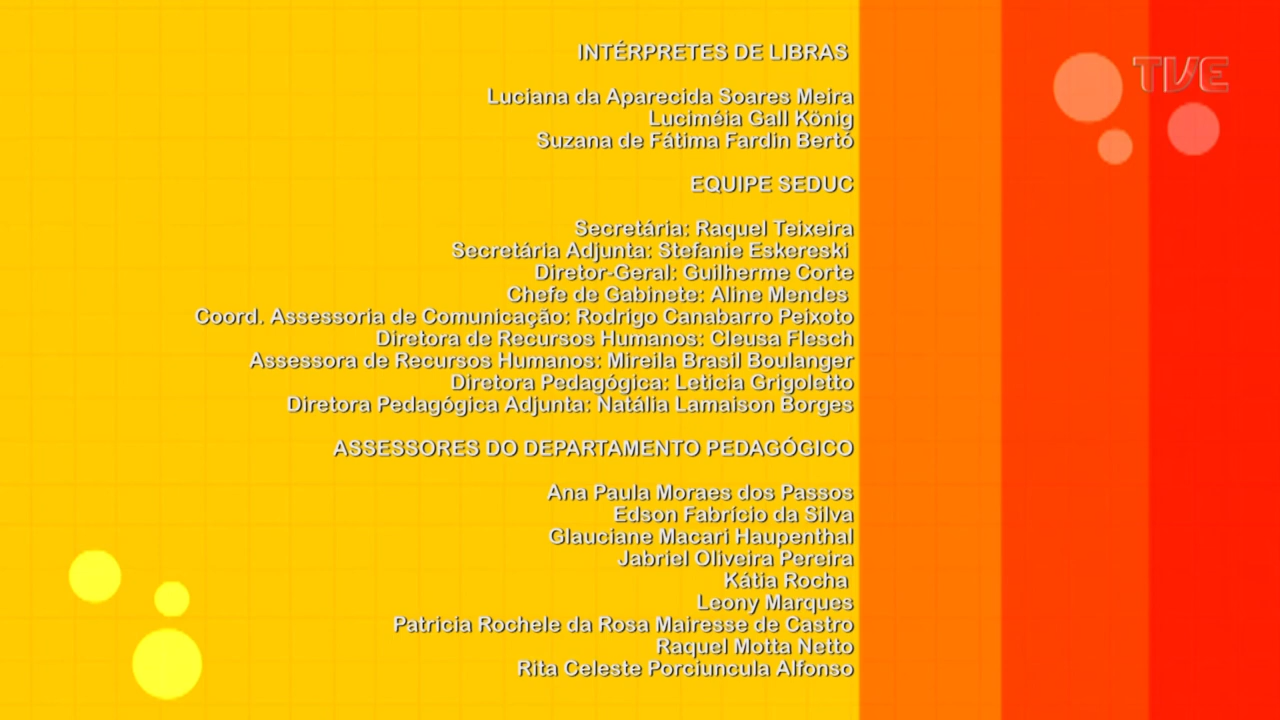 INTÉRPRETES DE LIBRAS
TVE
Luciana da Aparecida Soares Meira
Luciméia Gall König
Suzana de Fátima Fardin Bertó
EQUIPE SEDUC
Secretária: Raquel Teixeira
Secretária Adjunta: Stefanie Eskereski
Diretor-Geral: Guilherme Corte
Chefe de Gabinete: Aline Mendes
Coord. Assessoria de Comunicação: Rodrigo Canabarro Peixoto
Diretora de Recursos Humanos: Cleusa Flesch
Assessora de Recursos Humanos: Mireila Brasil Boulanger
Diretora Pedagógica: Leticia Grigoletto
Diretora Pedagógica Adjunta: Natália Lamaison Borges
ASSESSORES DO DEPARTAMENTO PEDAGÓGICO
Ana Paula Moraes dos Passos
Edson Fabrício da Silva
Glauciane Macari Haupenthal
Jabriel Oliveira Pereira
Kátia Rocha
Leony Marques
Patricia Rochele da Rosa Mairesse de Castro
Raquel Motta Netto
Rita Celeste Porciuncula Alfonso